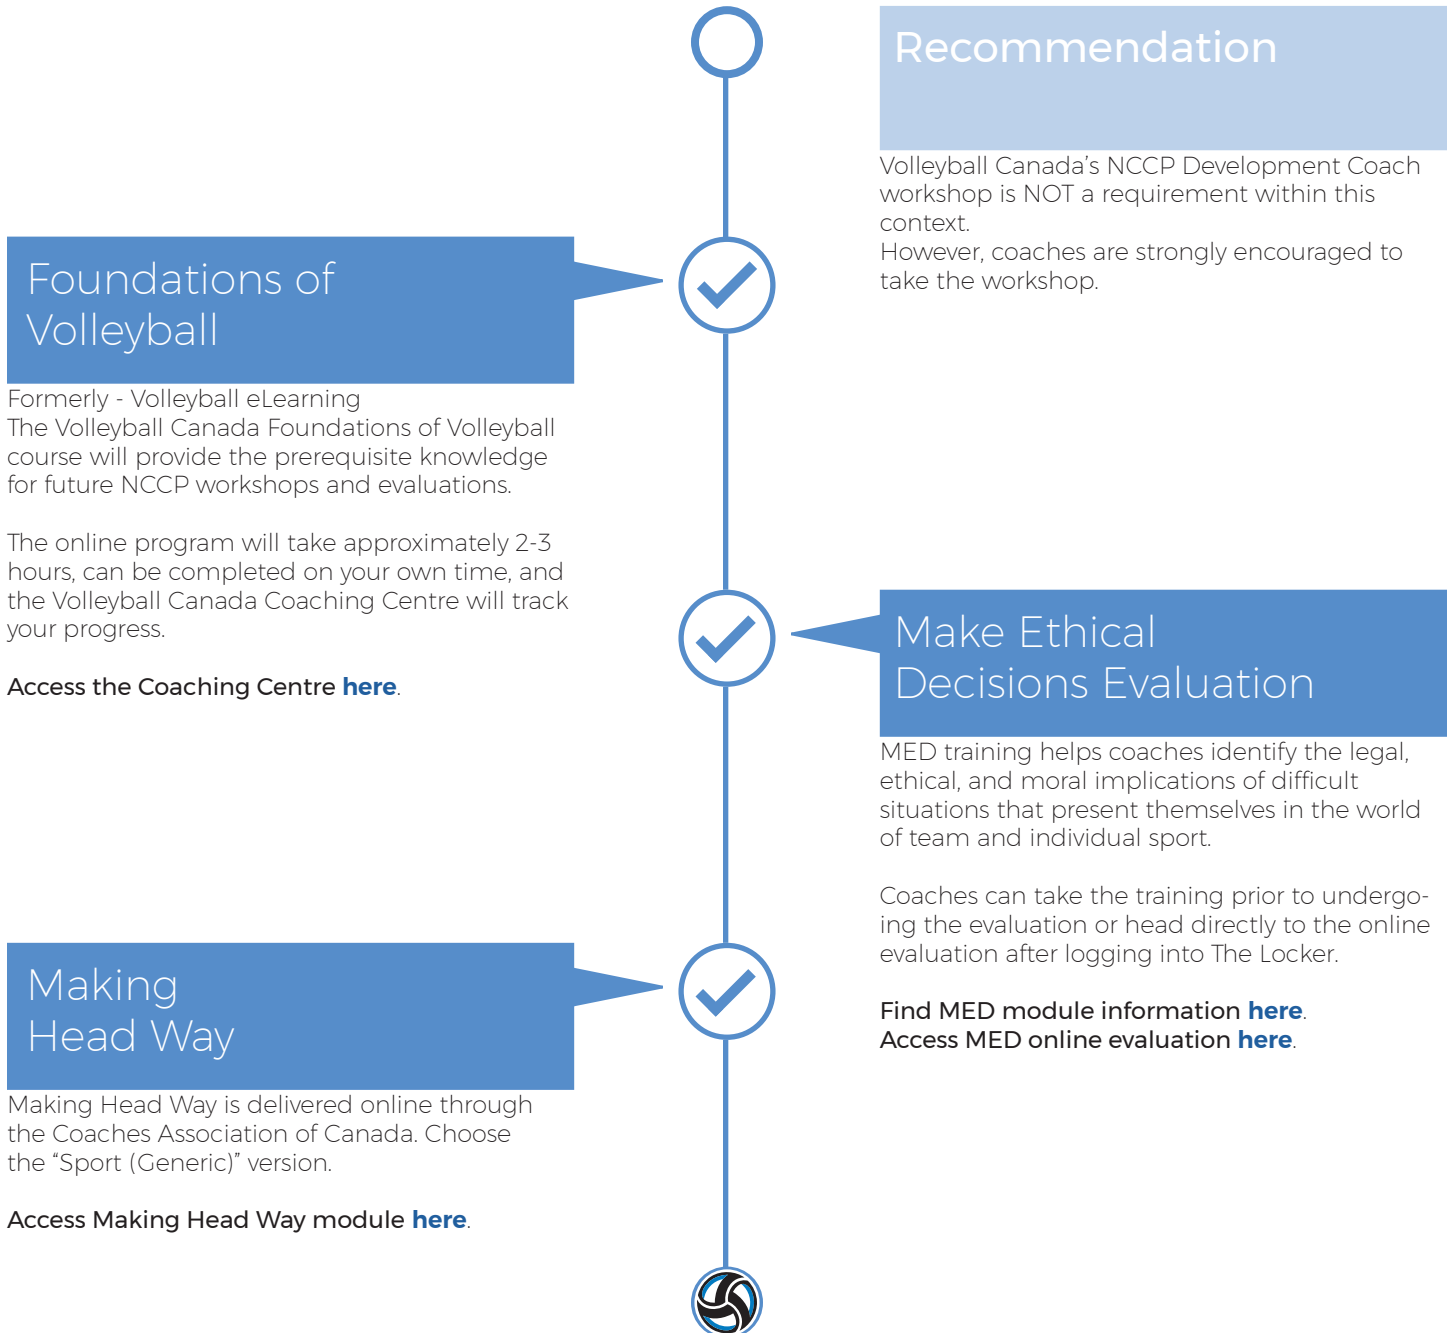 Recommendation
Volleyball Canada’s NCCP Development Coach
workshop is NOT a requirement within this
context.
However, coaches are strongly encouraged to
take the workshop.
Foundations of
Volleyball
Formerly - Volleyball eLearning
The Volleyball Canada Foundations of Volleyball
course will provide the prerequisite knowledge
for future NCCP workshops and evaluations.
The online program will take approximately 2-3
hours, can be completed on your own time, and
the Volleyball Canada Coaching Centre will track
your progress.
Access the Coaching Centre here.
Make Ethical
Decisions Evaluation
MED training helps coaches identify the legal,
ethical, and moral implications of difficult
situations that present themselves in the world
of team and individual sport.
Coaches can take the training prior to undergo-
ing the evaluation or head directly to the online
evaluation after logging into The Locker.
Find MED module information here.
Access MED online evaluation here.
Making
Head Way
Making Head Way is delivered online through
the Coaches Association of Canada. Choose
the “Sport (Generic)” version.
Access Making Head Way module here.